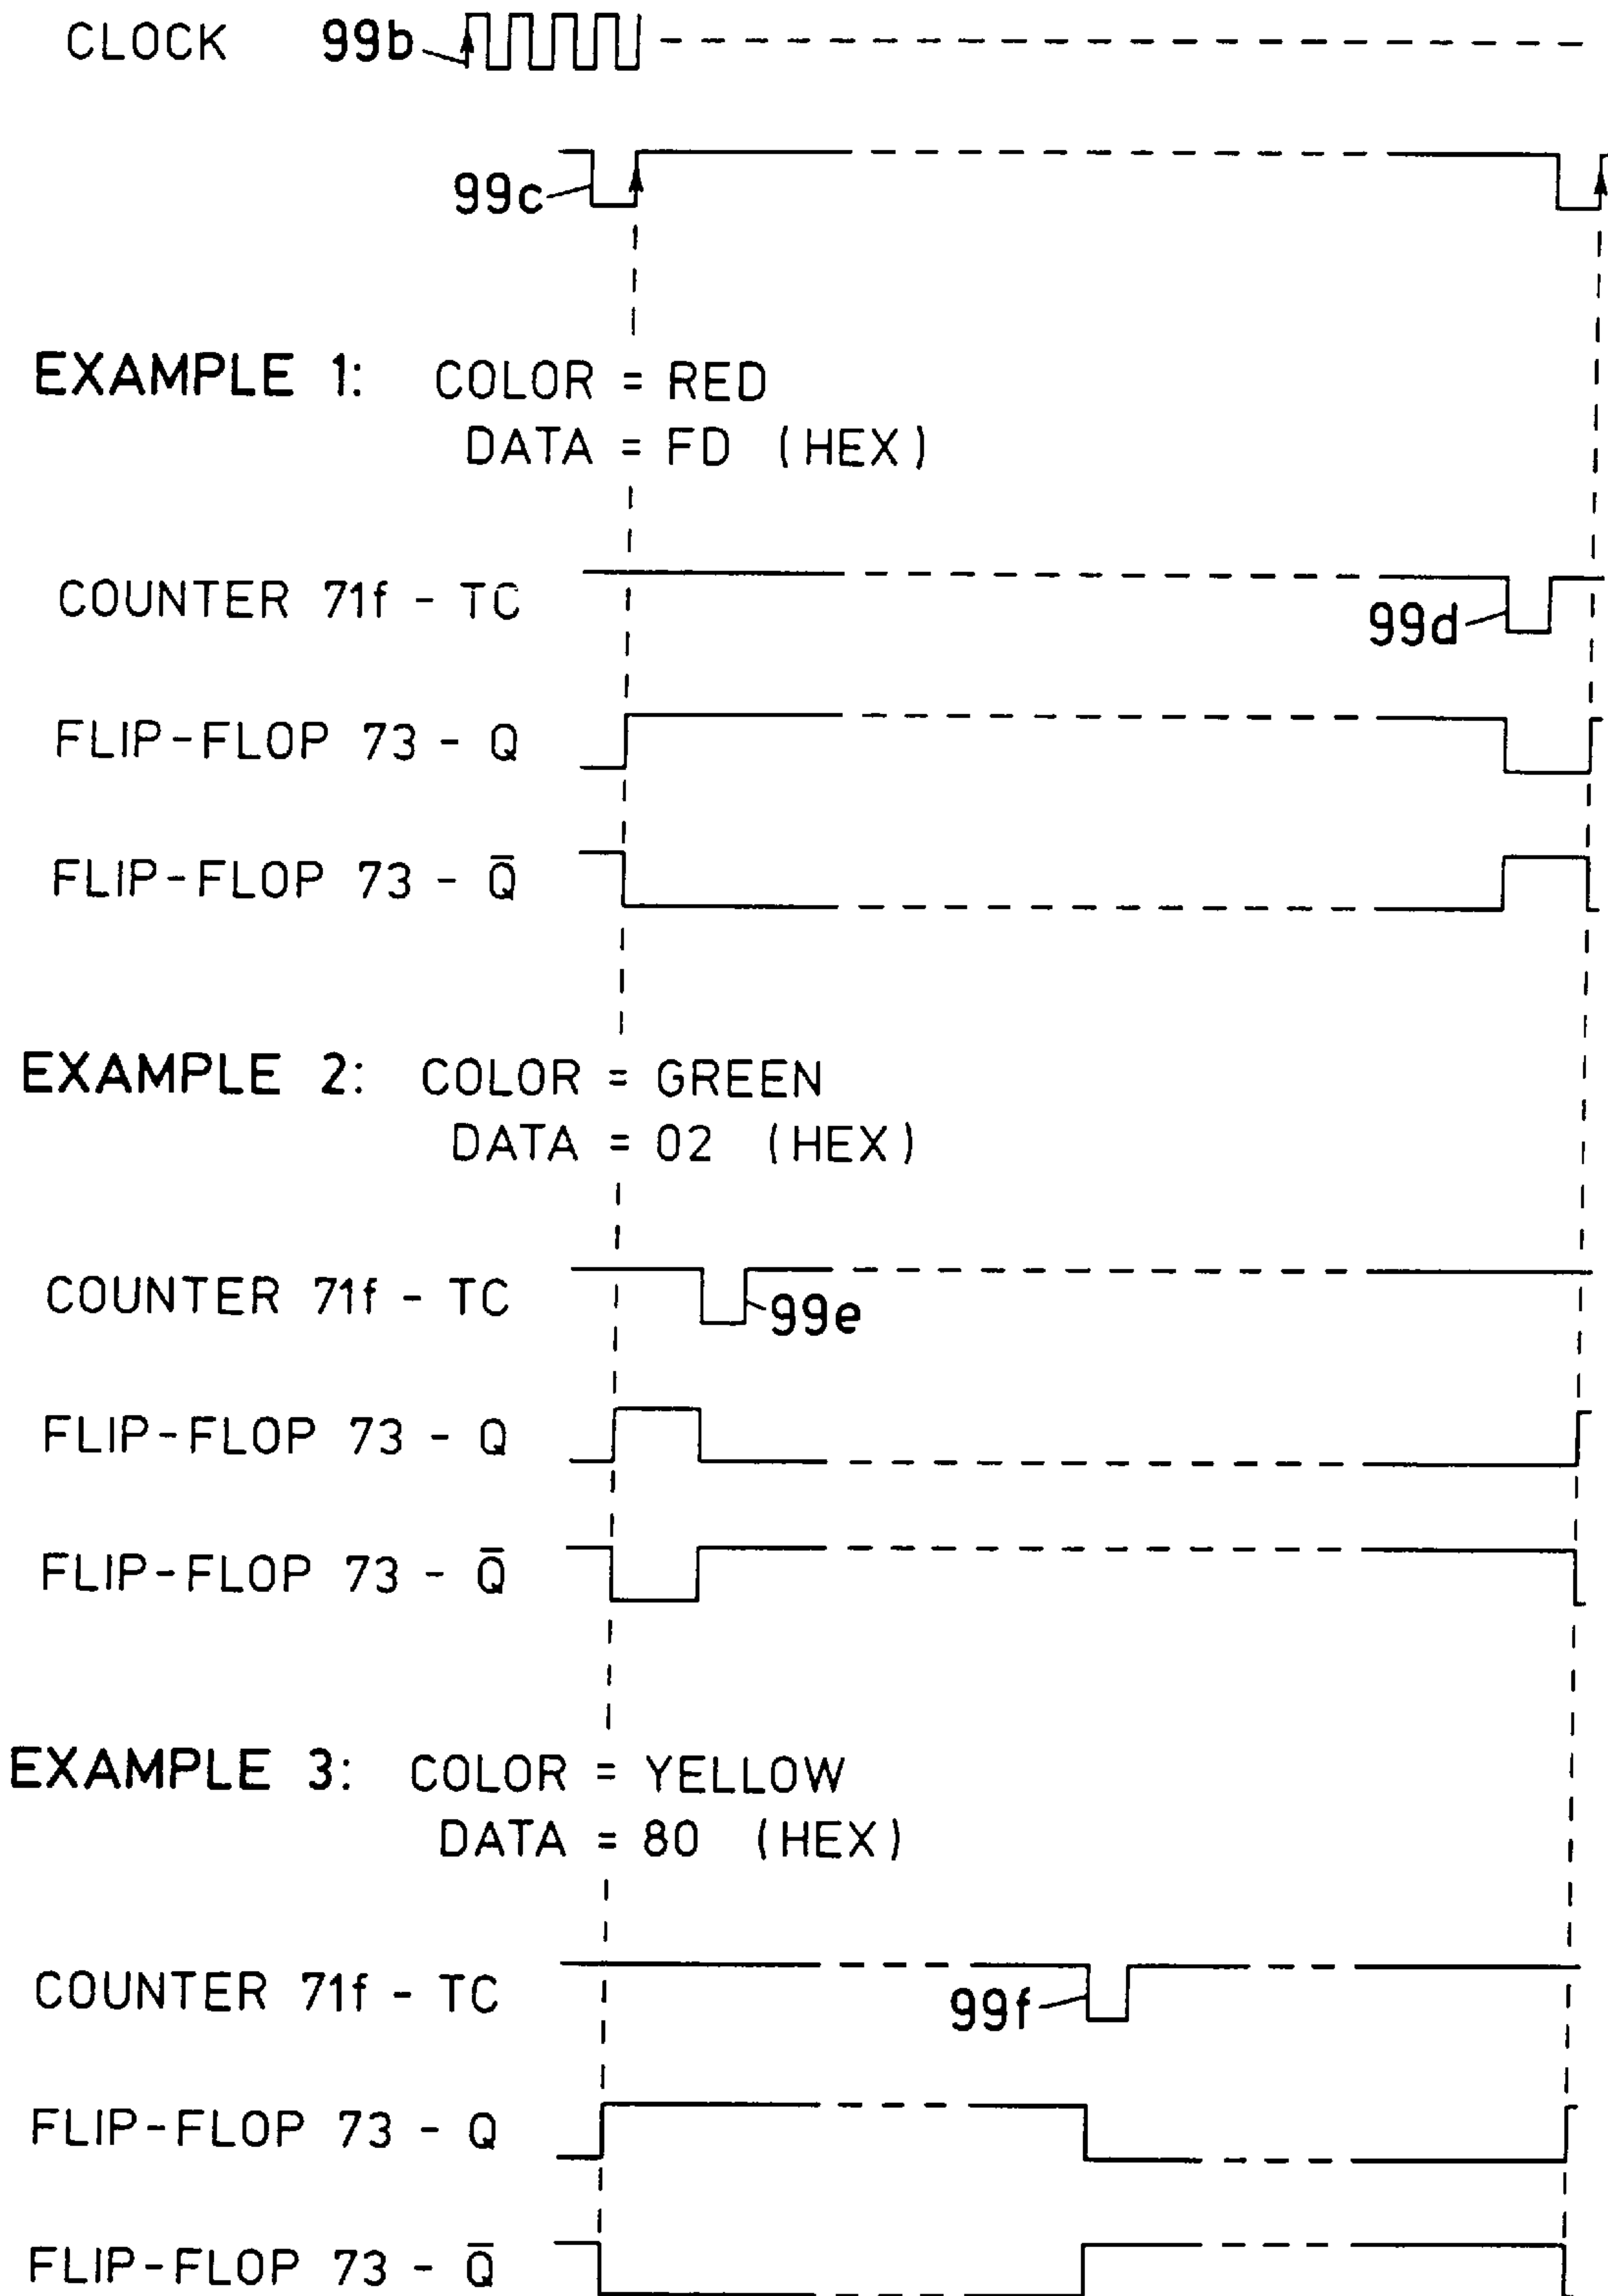 CLOCK 99b
99c
EXAMPLE 1: COLOR = RED
DATA = FD (HEX)
COUNTER 71f - TC
99d
FLIP-FLOP 73 - Q
FLIP-FLOP 73 - Q̅
EXAMPLE 2: COLOR = GREEN
DATA = 02 (HEX)
COUNTER 71f - TC
99e
FLIP-FLOP 73 - Q
FLIP-FLOP 73 - Q̅
EXAMPLE 3: COLOR = YELLOW
DATA = 80 (HEX)
COUNTER 71f - TC
99f
FLIP-FLOP 73 - Q
FLIP-FLOP 73 - Q̅